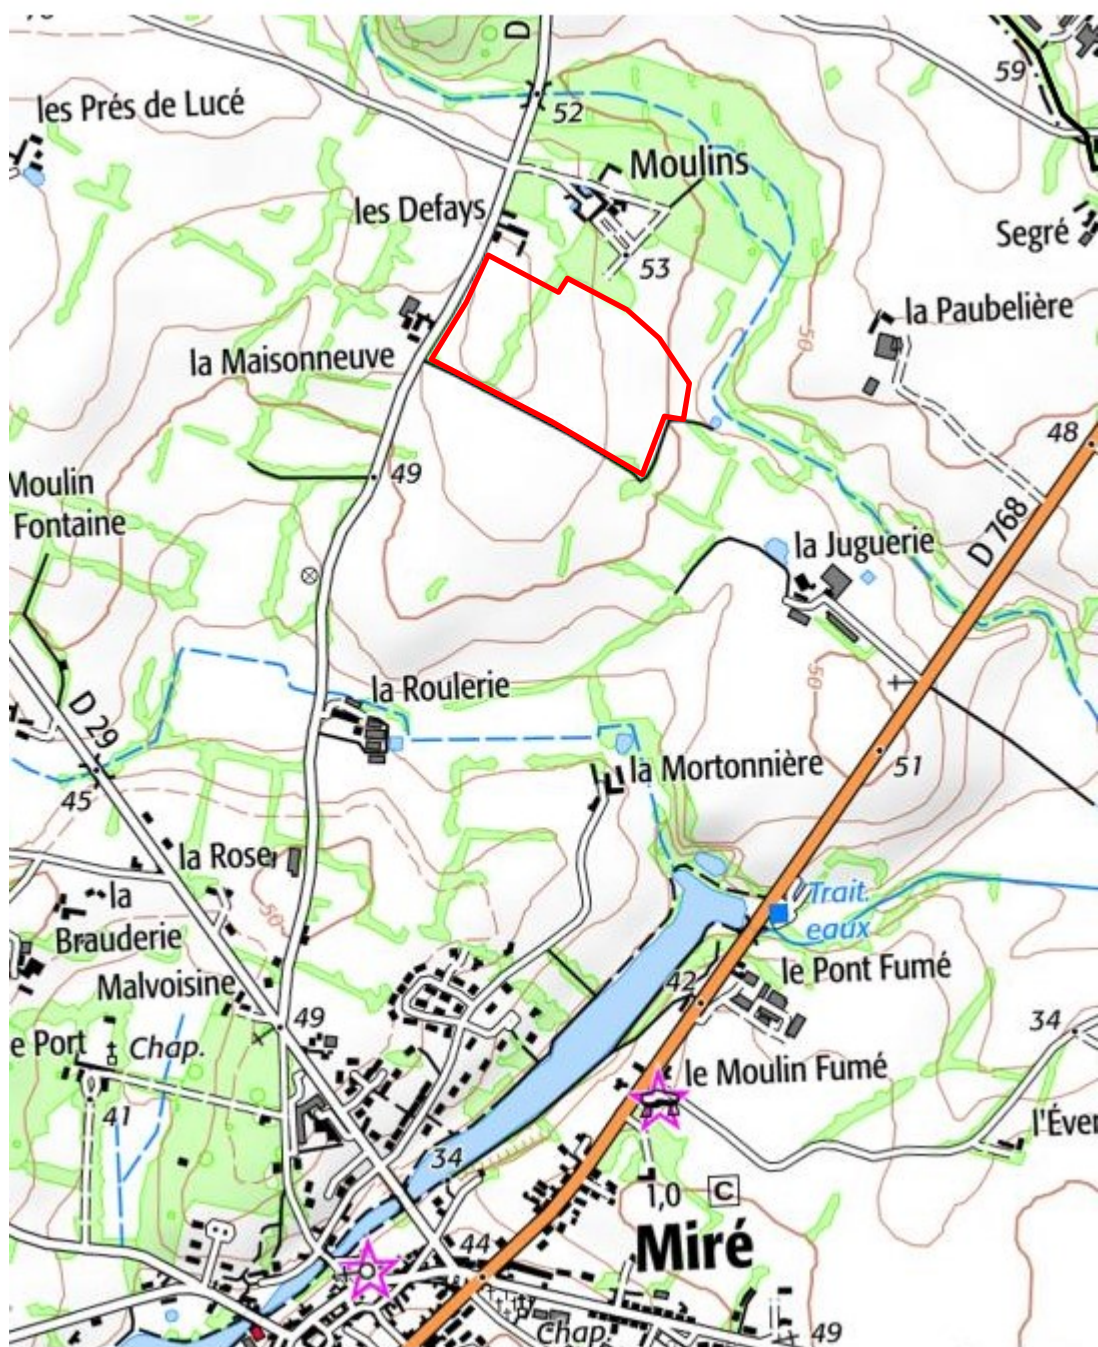 D
52
59
les Prés de Lucé
Moulins
les Defays
Segré
53
la Paubelière
50
la Maisonneuve
48
49
Moulin
Fontaine
D 768
la Juguerie
50
la Roulerie
D 29
51
la Mortonnière
45
la Rose
Trait.
eaux
la
Brauderie
50
le Pont Fumé
Malvoisine
42
49
34
e Port
Chap.
le Moulin Fumé
41
l'Éver
34
1,0
C
Miré
44
Chap.
49